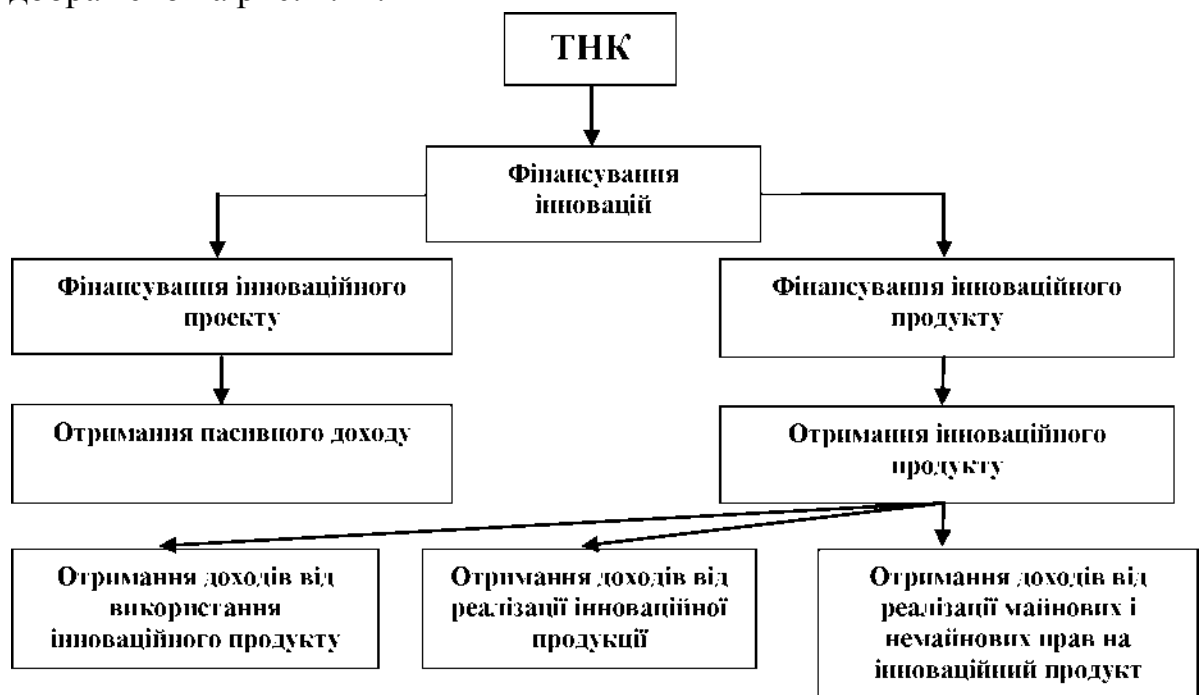 ТНК
Фінансування
інновацій
Фінансування інноваційного
проекту
Фінансування інноваційного
продукту
Отримання пасивного доходу
Отримання інноваційного
продукту
Отримання доходів від
використання
інноваційного продукту
Отримання доходів від
реалізації інноваційної
продукції
Отримання доходів від
реалізації майнових і
немайнових прав на
інноваційний продукт